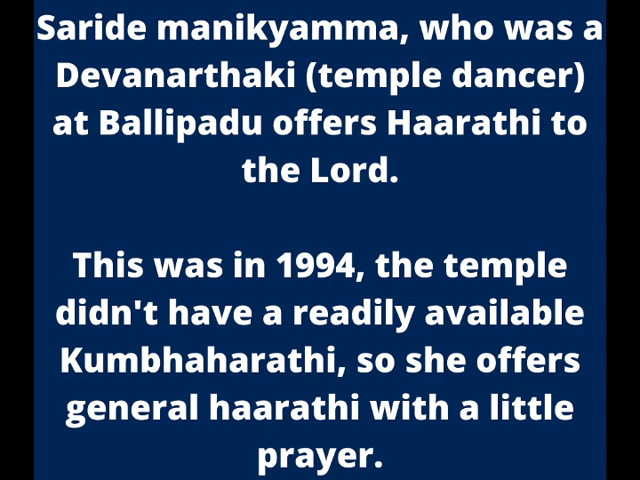 Saride manikyamma, who was a
Devanarthaki (temple dancer)
at Ballipadu offers Haarathi to
the Lord.
This was in 1994, the temple
didn't have a readily available
Kumbhaharathi, so she offers
general haarathi with a little
prayer.